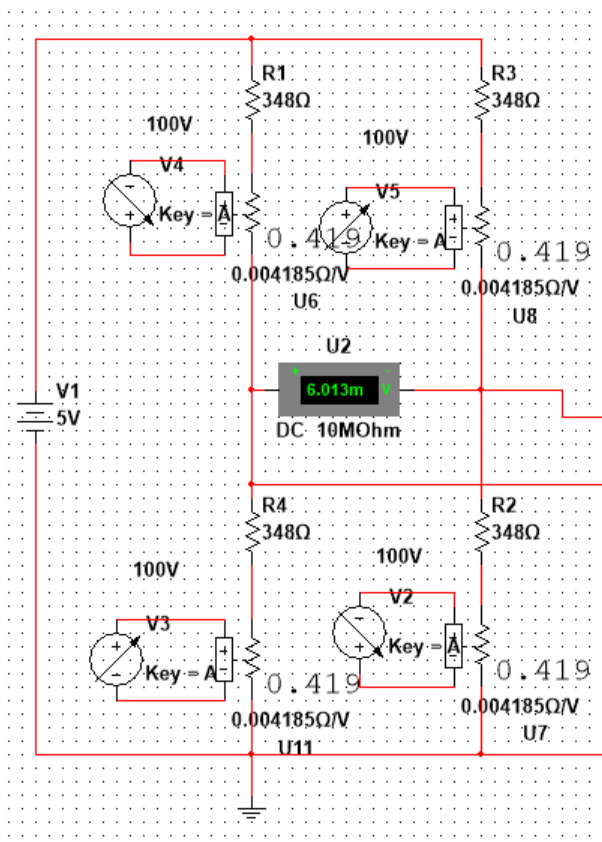 R1
348Ω
R3
348Ω
100V
V4
Key = A
0.419
0.004185Ω/V
U6
100V
V5
Key = A
0.419
0.004185Ω/V
U8
U2
+
-
6.013m
V
DC 10MOhm
V1
5V
R4
348Ω
R2
348Ω
100V
V3
Key = A
0.419
0.004185Ω/V
U11
100V
V2
Key = A
0.419
0.004185Ω/V
U7